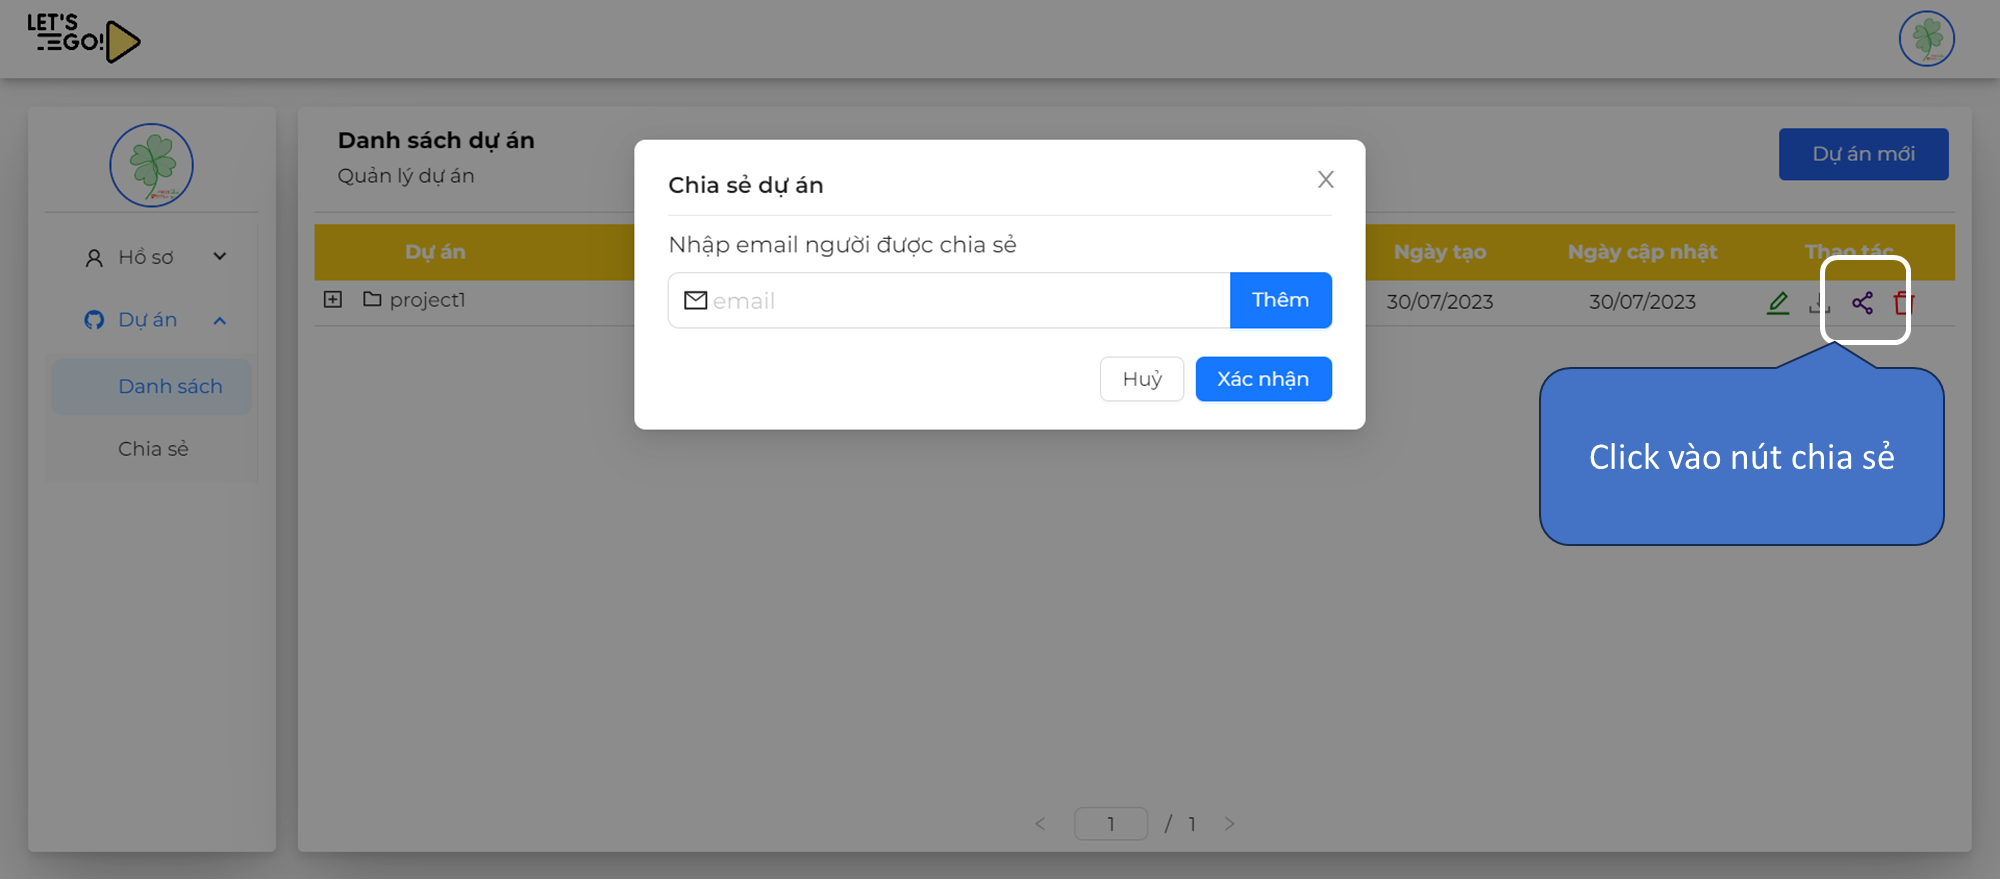 LET'S
GO!
Danh sách dự án
Quản lý dự án
Dự án mới
Hồ sơ
Dự án
Danh sách
Chia sẻ
Dự án
Ngày tạo
Ngày cập nhật
Thao tác
project1
30/07/2023
30/07/2023
Chia sẻ dự án
Nhập email người được chia sẻ
email
Thêm
Huỷ
Xác nhận
Click vào nút chia sẻ
1 / 1